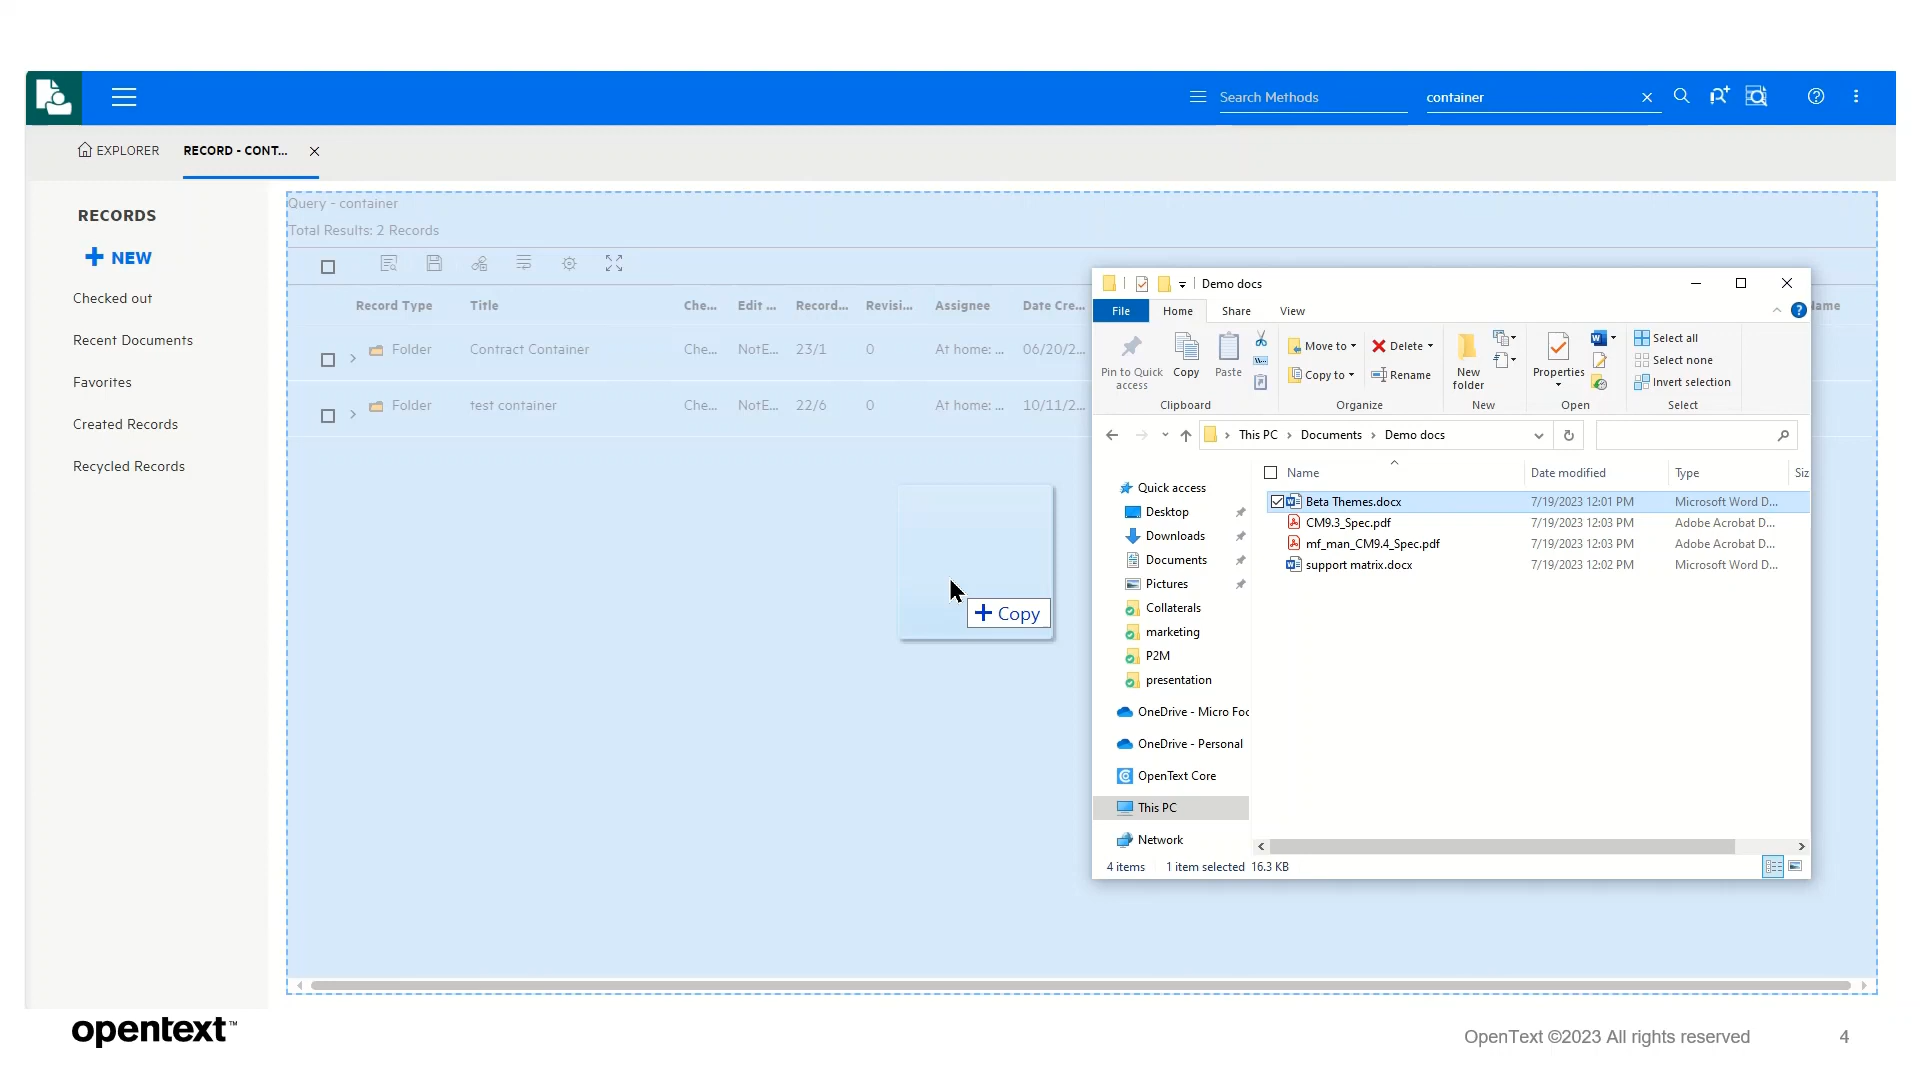 Search Methods container
EXPLORER RECORD - CONT...
RECORDS
NEW
Checked out
Recent Documents
Favorites
Created Records
Recycled Records
Query - container
Total Results: 2 Records
Record Type Title Che... Edit ... Record... Revisi... Assignee Date Cre...
Folder Contract Container Che... NotE... 23/1 0 At home: ... 06/20/2...
Folder test container Che... NotE... 22/6 0 At home: ... 10/11/2...
Copy
Demo docs
File Home Share View
Pin to Quick access
Copy
Paste
Clipboard
Move to
Copy to
Delete
Rename
Organize
New folder
New
Properties
Open
Select all
Select none
Invert selection
Select
This PC > Documents > Demo docs
Name Date modified Type Siz
Quick access
Desktop
Downloads
Documents
Pictures
Collaterals
marketing
P2M
presentation
OneDrive - Micro Foc
OneDrive - Personal
OpenText Core
This PC
Network
Beta Themes.docx 7/19/2023 12:01 PM Microsoft Word D...
CM9.3_Spec.pdf 7/19/2023 12:03 PM Adobe Acrobat D...
mf_man_CM9.4_Spec.pdf 7/19/2023 12:03 PM Adobe Acrobat D...
support matrix.docx 7/19/2023 12:02 PM Microsoft Word D...
4 items 1 item selected 16.3 KB
opentext™
OpenText ©2023 All rights reserved 4